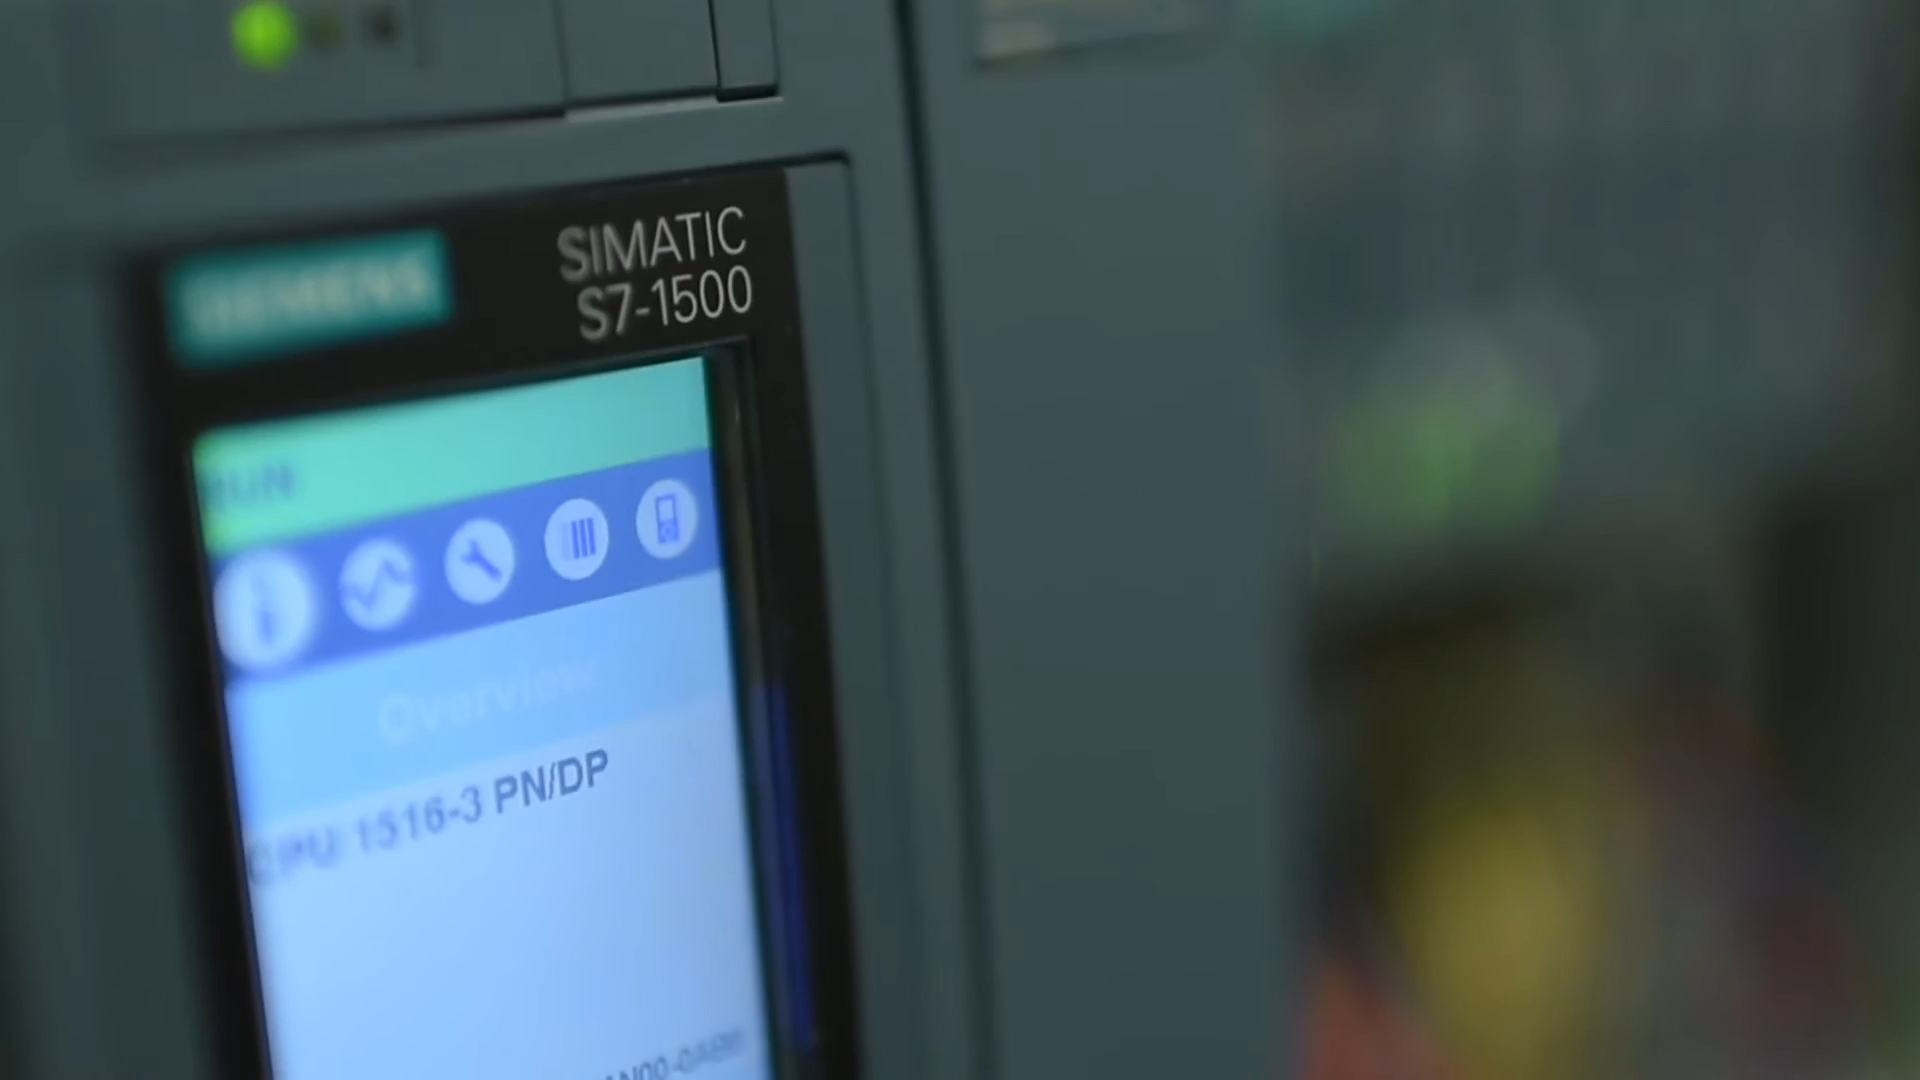 SIEMENS
SIMATIC
S7-1500
RUN
Overview
CPU 1516-3 PN/DP